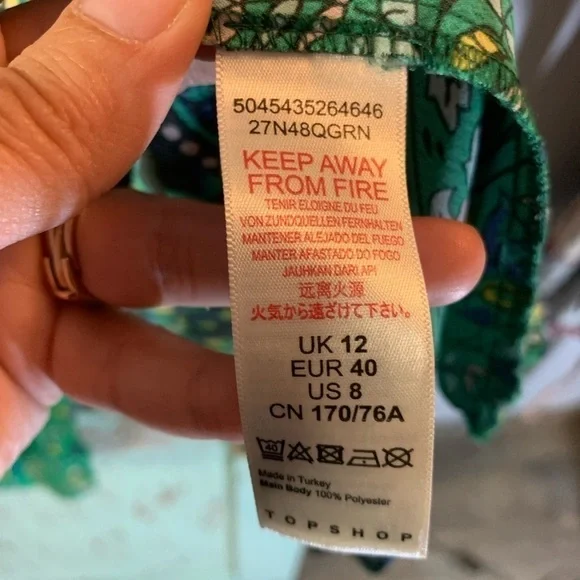 5045435264646
27N48QGRN
KEEP AWAY
FROM FIRE
TENIR ELOIGNE DU FEU
VON ZUNDQUELLEN FERNHALTEN
MANTENER ALEJADO DEL FUEGO
MANTER AFASTADO DO FOGO
JAUHKAN DARI API
远离火源
火気から遠ざけて下さい。
UK 12
EUR 40
US 8
CN 170/76A
40
Made in Turkey
Main Body 100% Polyester
TOPSHOP